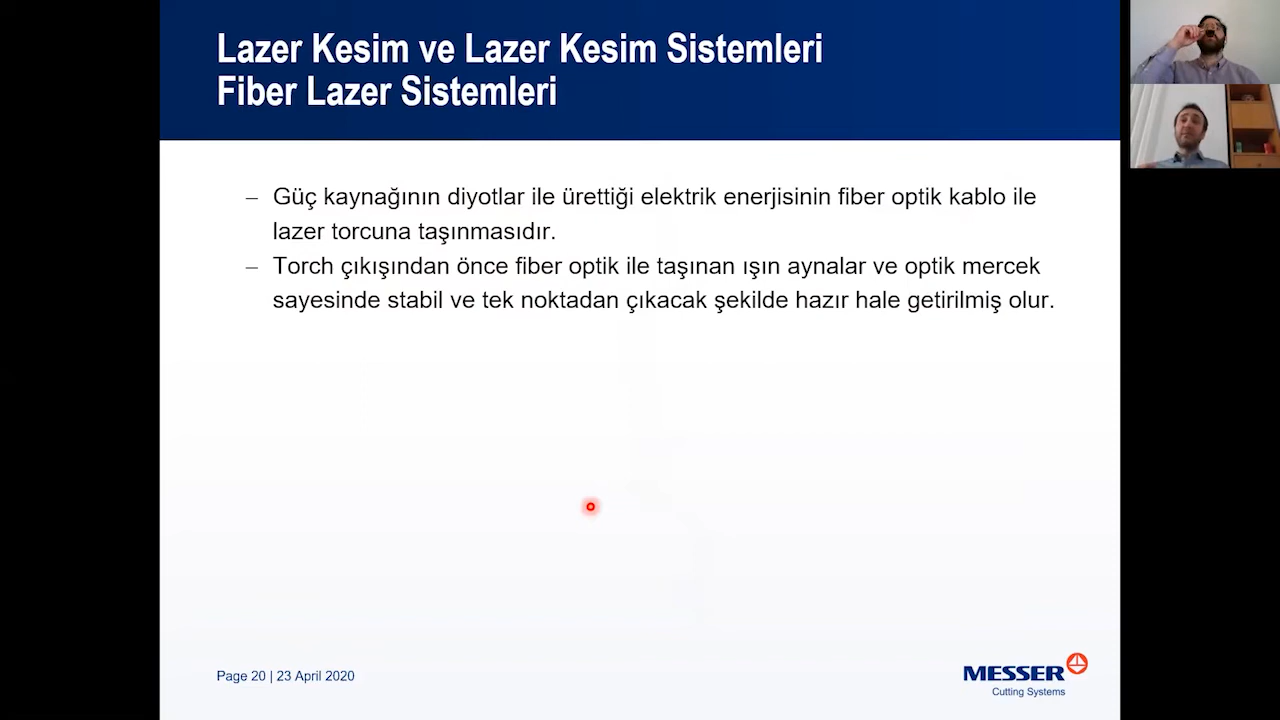 Lazer Kesim ve Lazer Kesim Sistemleri
Fiber Lazer Sistemleri
– Güç kaynağının diyotlar ile ürettiği elektrik enerjisinin fiber optik kablo ile
lazer torcuna taşınmasıdır.
– Torch çıkışından önce fiber optik ile taşınan ışın aynalar ve optik mercek
sayesinde stabil ve tek noktadan çıkacak şekilde hazır hale getirilmiş olur.
Page 20 | 23 April 2020
MESSER
Cutting Systems